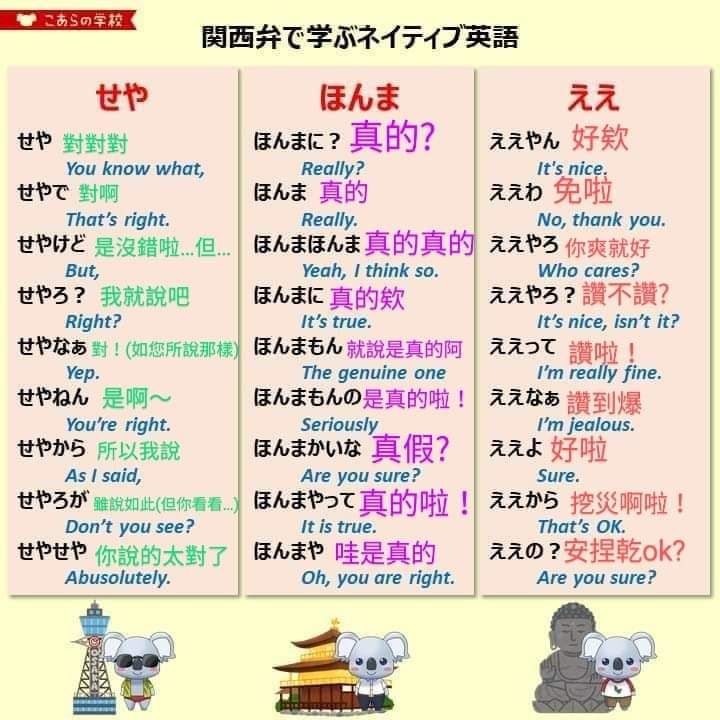 こあらの学校
関西弁で学ぶネイティブ英語
せや
せや 對對對
You know what,
せやで 對啊
That's right.
せやけど 是沒錯啦...但...
But,
せやろ？ 我就說吧
Right?
せやなぁ 對！(如您所說那樣)
Yep.
せやねん 是啊～
You're right.
せやから 所以我說
As I said,
せやろが 雖說如此(但你看看...)
Don't you see?
せやせや 你說的太對了
Abusolutely.
ほんま
ほんまに？ 真的?
Really?
ほんま 真的
Really.
ほんまほんま 真的真的
Yeah, I think so.
ほんまに 真的欸
It's true.
ほんまもん 就說是真的阿
The genuine one
ほんまもんの 是真的啦！
Seriously
ほんまかいな 真假?
Are you sure?
ほんまやって 真的啦！
It is true.
ほんまや 哇是真的
Oh, you are right.
ええ
ええやん 好欸
It's nice.
ええわ 免啦
No, thank you.
ええやろ 你爽就好
Who cares?
ええやろ？ 讚不讚?
It's nice, isn't it?
ええって 讚啦！
I'm really fine.
ええなぁ 讚到爆
I'm jealous.
ええよ 好啦
Sure.
ええから 挖災啊啦！
That's OK.
ええの？ 安捏乾ok?
Are you sure?